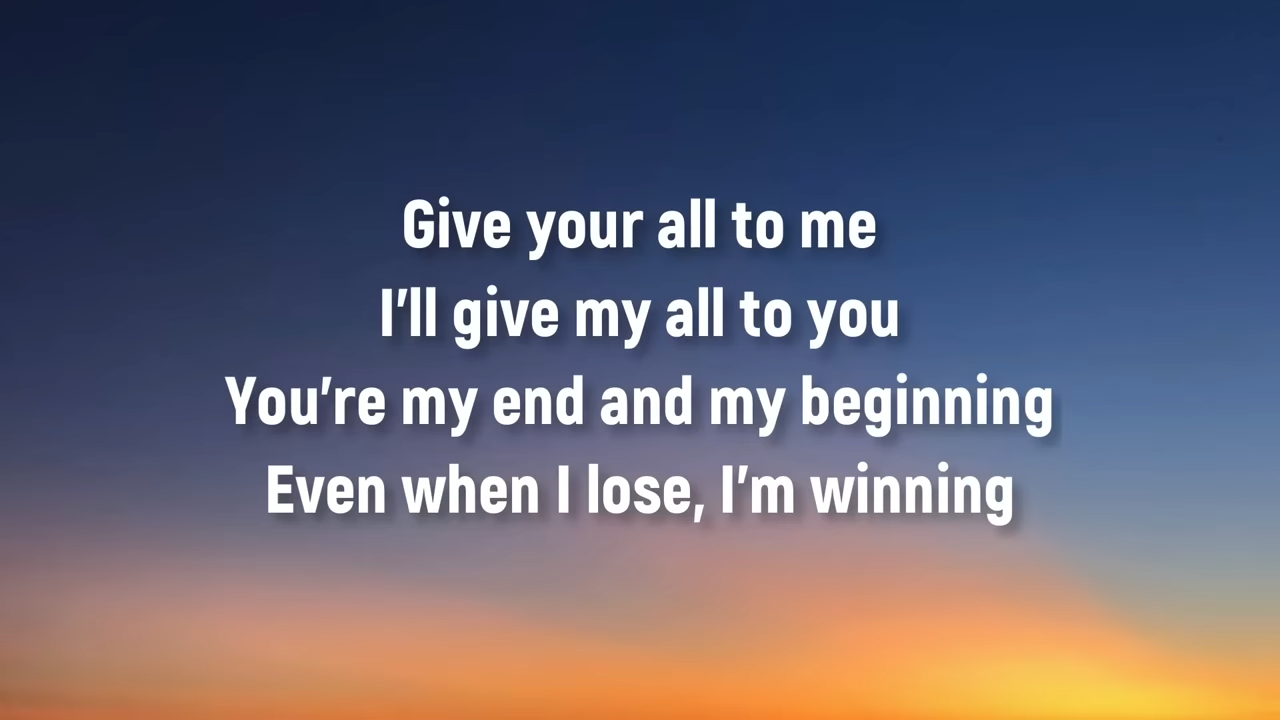 Give your all to me
I’ll give my all to you
You’re my end and my beginning
Even when I lose, I’m winning